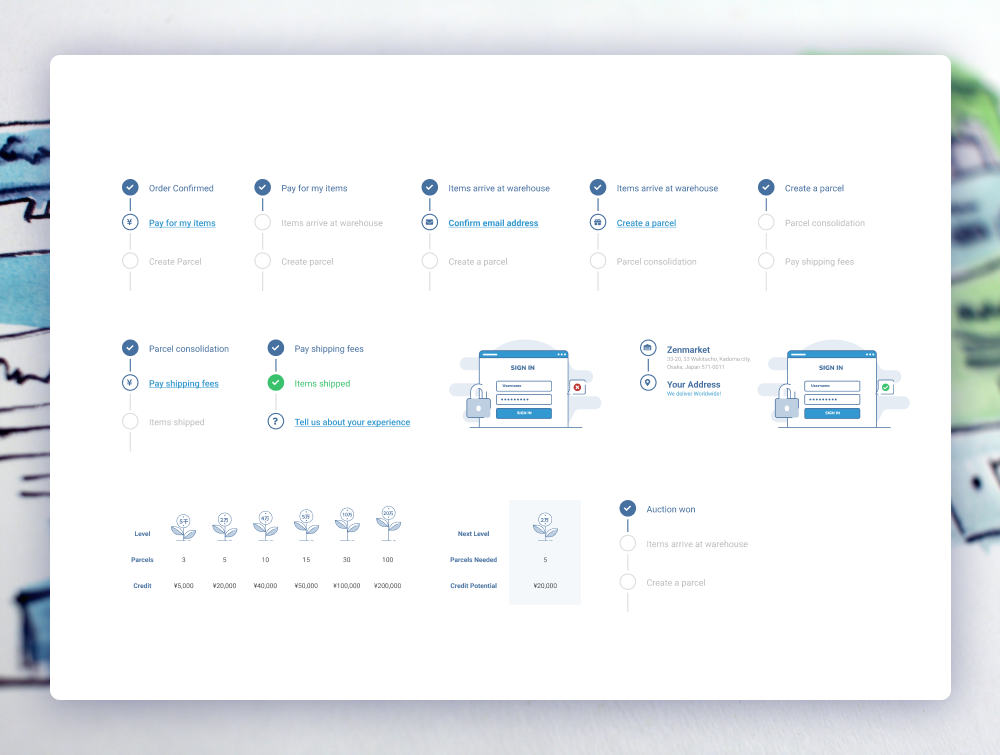 Order Confirmed
Pay for my items
Create Parcel
Pay for my items
Items arrive at warehouse
Create parcel
Items arrive at warehouse
Confirm email address
Create a parcel
Items arrive at warehouse
Create a parcel
Parcel consolidation
Create a parcel
Parcel consolidation
Pay shipping fees
Parcel consolidation
¥ Pay shipping fees
Items shipped
Pay shipping fees
Items shipped
? Tell us about your experience
SIGN IN
Username
SIGN IN
Zenmarket
33-20, 53 Wakitacho, Kadoma city,
Osaka, Japan 571-0011
Your Address
We deliver Worldwide!
SIGN IN
Username
SIGN IN
5千 2万 4万 5万 10万 20万
Level
Parcels 3 5 10 15 30 100
Credit ¥5,000 ¥20,000 ¥40,000 ¥50,000 ¥100,000 ¥200,000
2万
Next Level
Parcels Needed 5
Credit Potential ¥20,000
Auction won
Items arrive at warehouse
Create a parcel